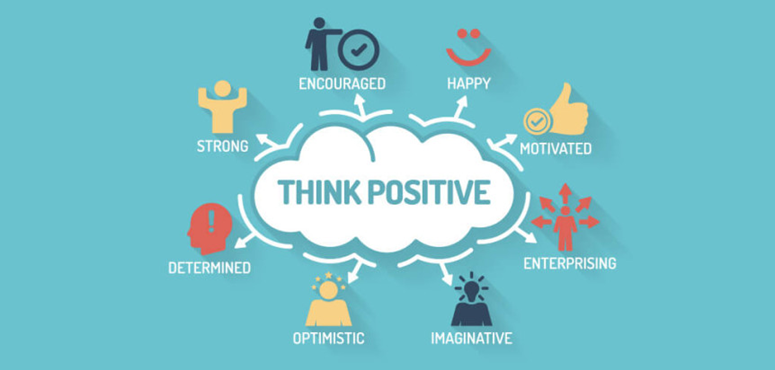 ENCOURAGED
HAPPY
STRONG
MOTIVATED
THINK POSITIVE
DETERMINED
ENTERPRISING
OPTIMISTIC
IMAGINATIVE